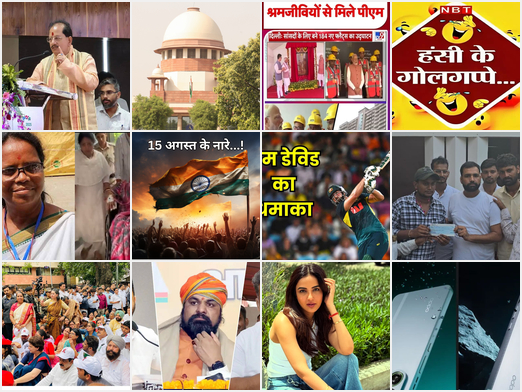 श्रमजीवियों से मिले पीएम
दिल्ली: सांसदों के लिए बने 184 नए फ्लैट्स का उद्घाटन
NBT
हंसी के
गोलगप्पे...
15 अगस्त के नारे...!
म डेविड
का
धमाका